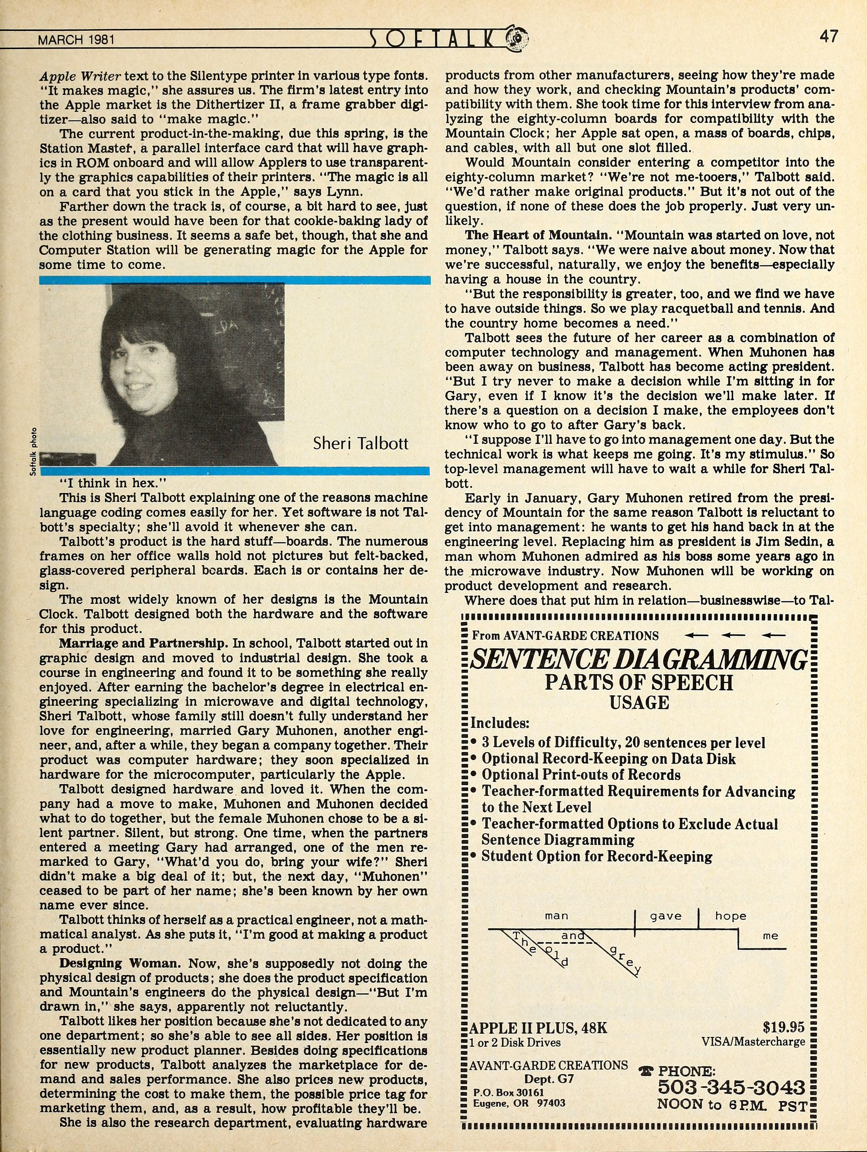 MARCH 1981
SOFTALK
47
Apple Writer text to the Silentype printer in various type fonts.
"It makes magic," she assures us. The firm's latest entry into
the Apple market is the Dithertizer II, a frame grabber digi-
tizer—also said to "make magic."
The current product-in-the-making, due this spring, is the
Station Master, a parallel interface card that will have graph-
ics in ROM onboard and will allow Applers to use transparent-
ly the graphics capabilities of their printers. "The magic is all
on a card that you stick in the Apple," says Lynn.
Farther down the track is, of course, a bit hard to see, just
as the present would have been for that cookie-baking lady of
the clothing business. It seems a safe bet, though, that she and
Computer Station will be generating magic for the Apple for
some time to come.
Softalk photo
Sheri Talbott
"I think in hex."
This is Sheri Talbott explaining one of the reasons machine
language coding comes easily for her. Yet software is not Tal-
bott's specialty; she'll avoid it whenever she can.
Talbott's product is the hard stuff—boards. The numerous
frames on her office walls hold not pictures but felt-backed,
glass-covered peripheral boards. Each is or contains her de-
sign.
The most widely known of her designs is the Mountain
Clock. Talbott designed both the hardware and the software
for this product.
Marriage and Partnership. In school, Talbott started out in
graphic design and moved to industrial design. She took a
course in engineering and found it to be something she really
enjoyed. After earning the bachelor's degree in electrical en-
gineering specializing in microwave and digital technology,
Sheri Talbott, whose family still doesn't fully understand her
love for engineering, married Gary Muhonen, another engi-
neer, and, after a while, they began a company together. Their
product was computer hardware; they soon specialized in
hardware for the microcomputer, particularly the Apple.
Talbott designed hardware and loved it. When the com-
pany had a move to make, Muhonen and Muhonen decided
what to do together, but the female Muhonen chose to be a si-
lent partner. Silent, but strong. One time, when the partners
entered a meeting Gary had arranged, one of the men re-
marked to Gary, "What'd you do, bring your wife?" Sheri
didn't make a big deal of it; but, the next day, "Muhonen"
ceased to be part of her name; she's been known by her own
name ever since.
Talbott thinks of herself as a practical engineer, not a math-
matical analyst. As she puts it, "I'm good at making a product
a product."
Designing Woman. Now, she's supposedly not doing the
physical design of products; she does the product specification
and Mountain's engineers do the physical design—"But I'm
drawn in," she says, apparently not reluctantly.
Talbott likes her position because she's not dedicated to any
one department; so she's able to see all sides. Her position is
essentially new product planner. Besides doing specifications
for new products, Talbott analyzes the marketplace for de-
mand and sales performance. She also prices new products,
determining the cost to make them, the possible price tag for
marketing them, and, as a result, how profitable they'll be.
She is also the research department, evaluating hardware
products from other manufacturers, seeing how they're made
and how they work, and checking Mountain's products' com-
patibility with them. She took time for this interview from ana-
lyzing the eighty-column boards for compatibility with the
Mountain Clock; her Apple sat open, a mass of boards, chips,
and cables, with all but one slot filled.
Would Mountain consider entering a competitor into the
eighty-column market? "We're not me-tooers," Talbott said.
"We'd rather make original products." But it's not out of the
question, if none of these does the job properly. Just very un-
likely.
The Heart of Mountain. "Mountain was started on love, not
money," Talbott says. "We were naive about money. Now that
we're successful, naturally, we enjoy the benefits—especially
having a house in the country.
"But the responsibility is greater, too, and we find we have
to have outside things. So we play racquetball and tennis. And
the country home becomes a need."
Talbott sees the future of her career as a combination of
computer technology and management. When Muhonen has
been away on business, Talbott has become acting president.
"But I try never to make a decision while I'm sitting in for
Gary, even if I know it's the decision we'll make later. If
there's a question on a decision I make, the employees don't
know who to go to after Gary's back.
"I suppose I'll have to go into management one day. But the
technical work is what keeps me going. It's my stimulus." So
top-level management will have to wait a while for Sheri Tal-
bott.
Early in January, Gary Muhonen retired from the presi-
dency of Mountain for the same reason Talbott is reluctant to
get into management: he wants to get his hand back in at the
engineering level. Replacing him as president is Jim Sedin, a
man whom Muhonen admired as his boss some years ago in
the microwave industry. Now Muhonen will be working on
product development and research.
Where does that put him in relation—businesswise—to Tal-
From AVANT-GARDE CREATIONS
SENTENCE DIAGRAMMING
PARTS OF SPEECH
USAGE
Includes:
• 3 Levels of Difficulty, 20 sentences per level
• Optional Record-Keeping on Data Disk
• Optional Print-outs of Records
• Teacher-formatted Requirements for Advancing
to the Next Level
• Teacher-formatted Options to Exclude Actual
Sentence Diagramming
• Student Option for Record-Keeping
man gave hope
me
The old and grey
APPLE II PLUS, 48K $19.95
1 or 2 Disk Drives VISA/Mastercharge
AVANT-GARDE CREATIONS
Dept. G7
P.O. Box 30161
Eugene, OR 97403
PHONE:
503-345-3043
NOON to 6 P.M. PST